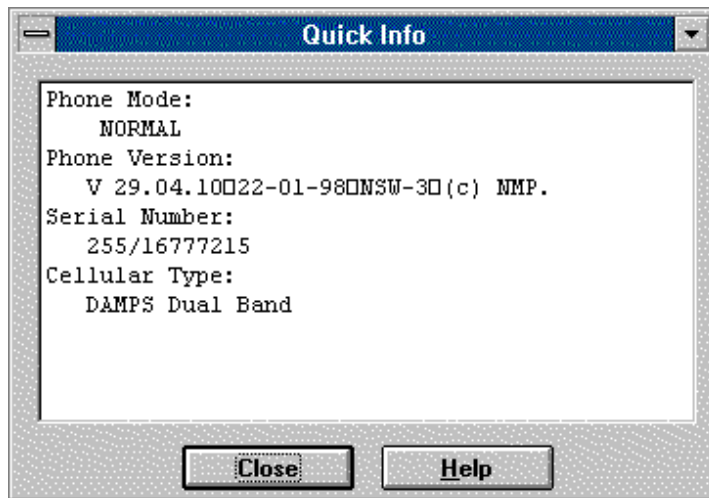 Quick Info
Phone Mode:
NORMAL
Phone Version:
V 29.04.10□22-01-98□NSW-3□(c) NMP.
Serial Number:
255/16777215
Cellular Type:
DAMPS Dual Band
Close
Help